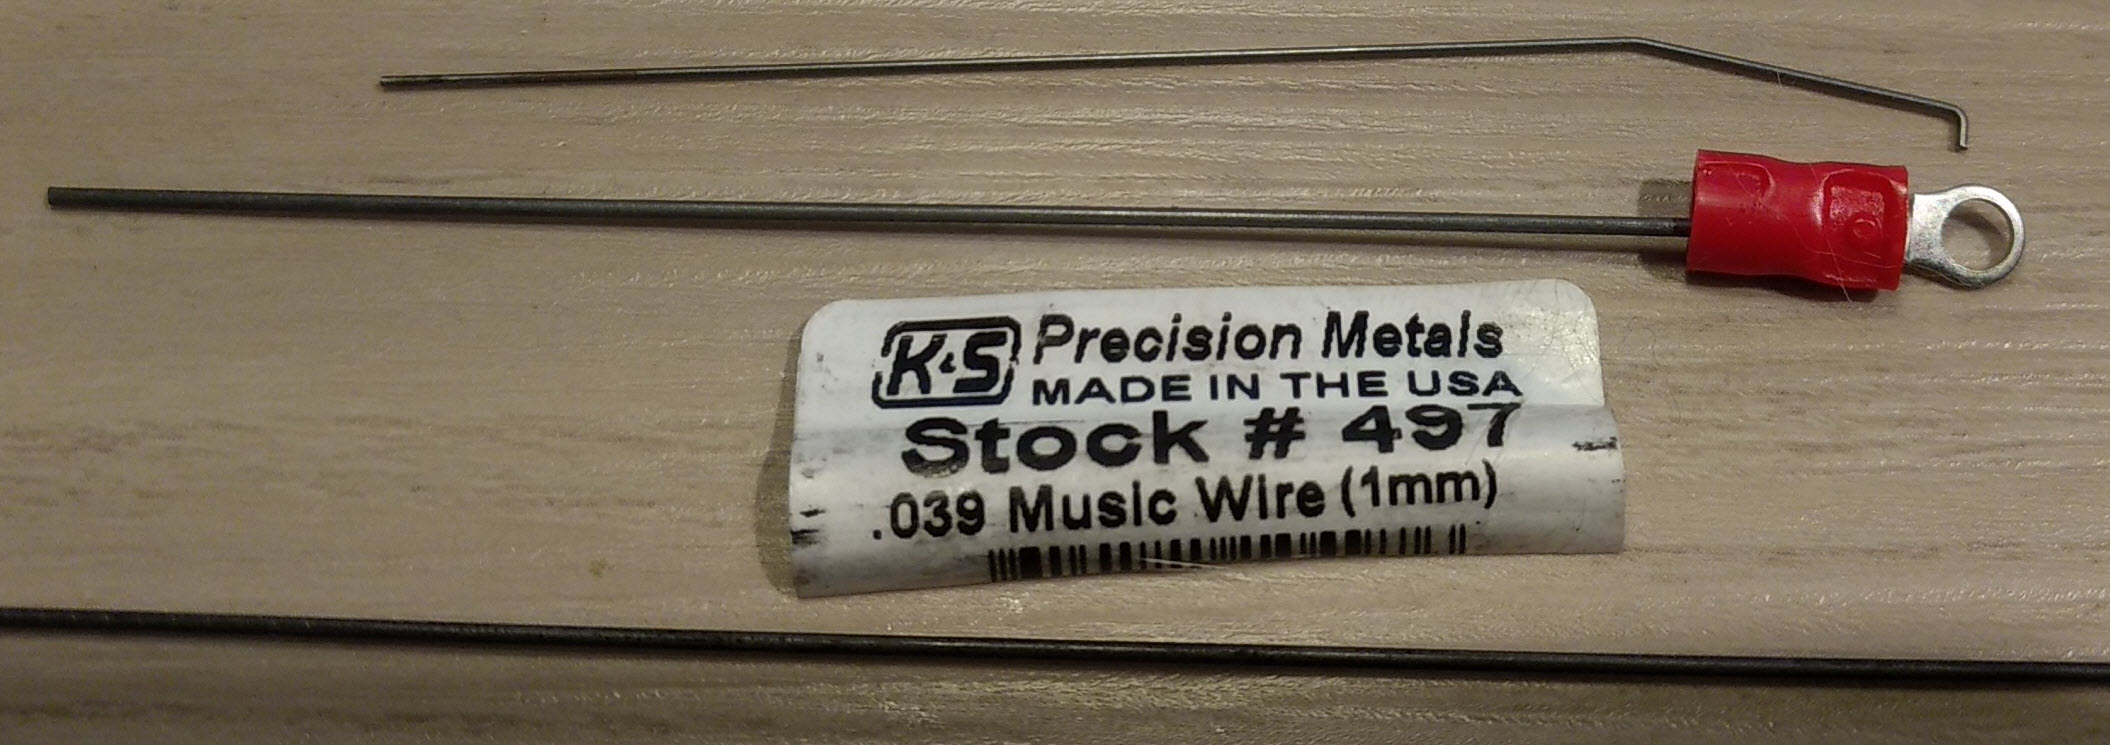 K&S Precision Metals
MADE IN THE USA
Stock # 497
.039 Music Wire (1mm)